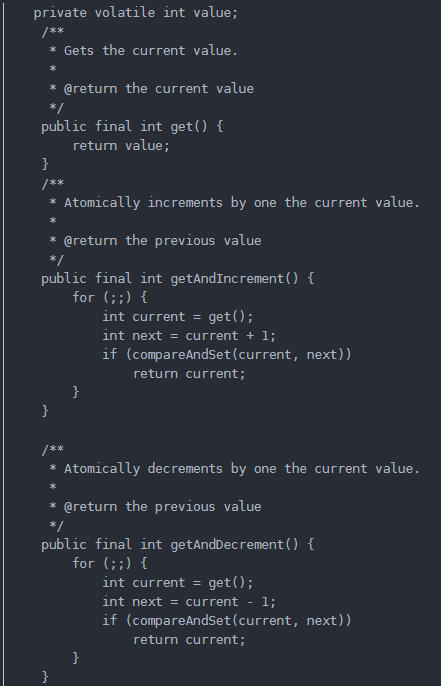 private volatile int value;
/**
* Gets the current value.
*
* @return the current value
*/
public final int get() {
return value;
}
/**
* Atomically increments by one the current value.
*
* @return the previous value
*/
public final int getAndIncrement() {
for (;;) {
int current = get();
int next = current + 1;
if (compareAndSet(current, next))
return current;
}
}
/**
* Atomically decrements by one the current value.
*
* @return the previous value
*/
public final int getAndDecrement() {
for (;;) {
int current = get();
int next = current - 1;
if (compareAndSet(current, next))
return current;
}
}